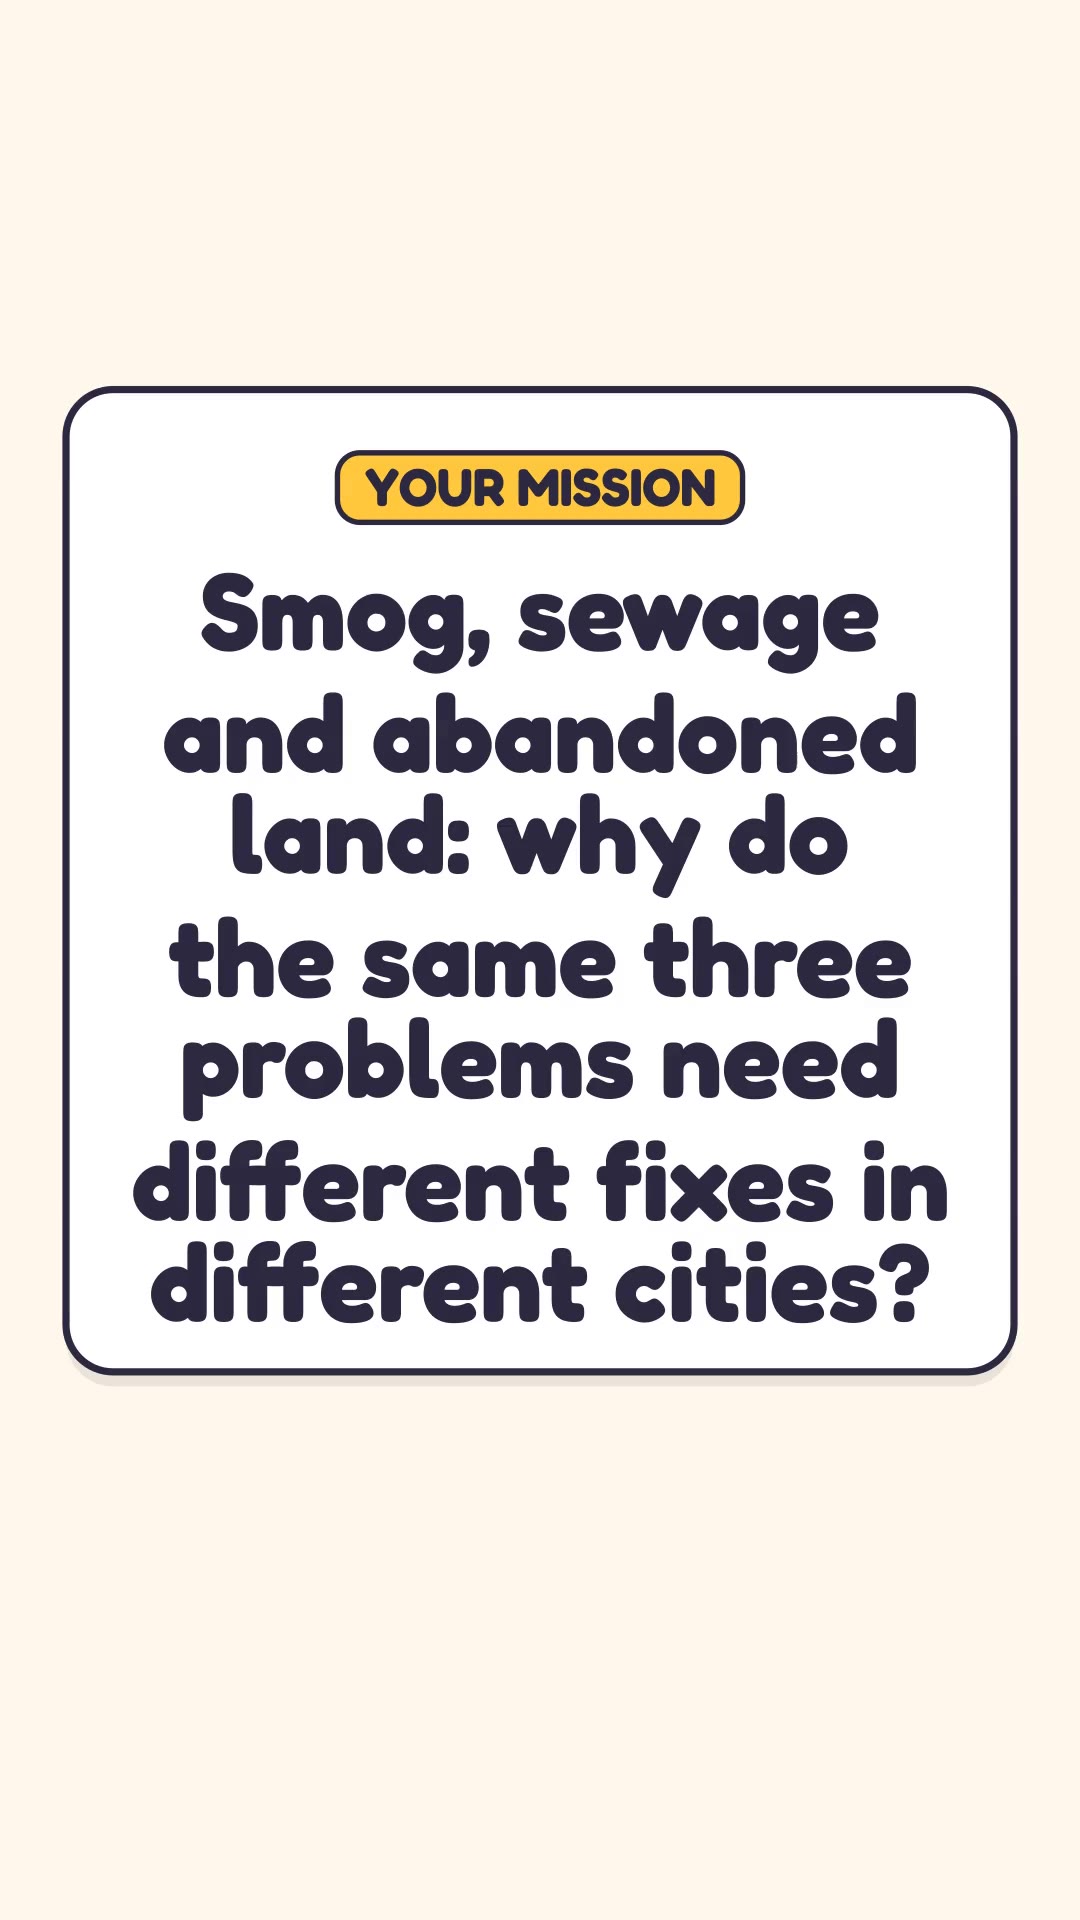 YOUR MISSION
Smog, sewage
and abandoned
land: why do
the same three
problems need
different fixes in
different cities?